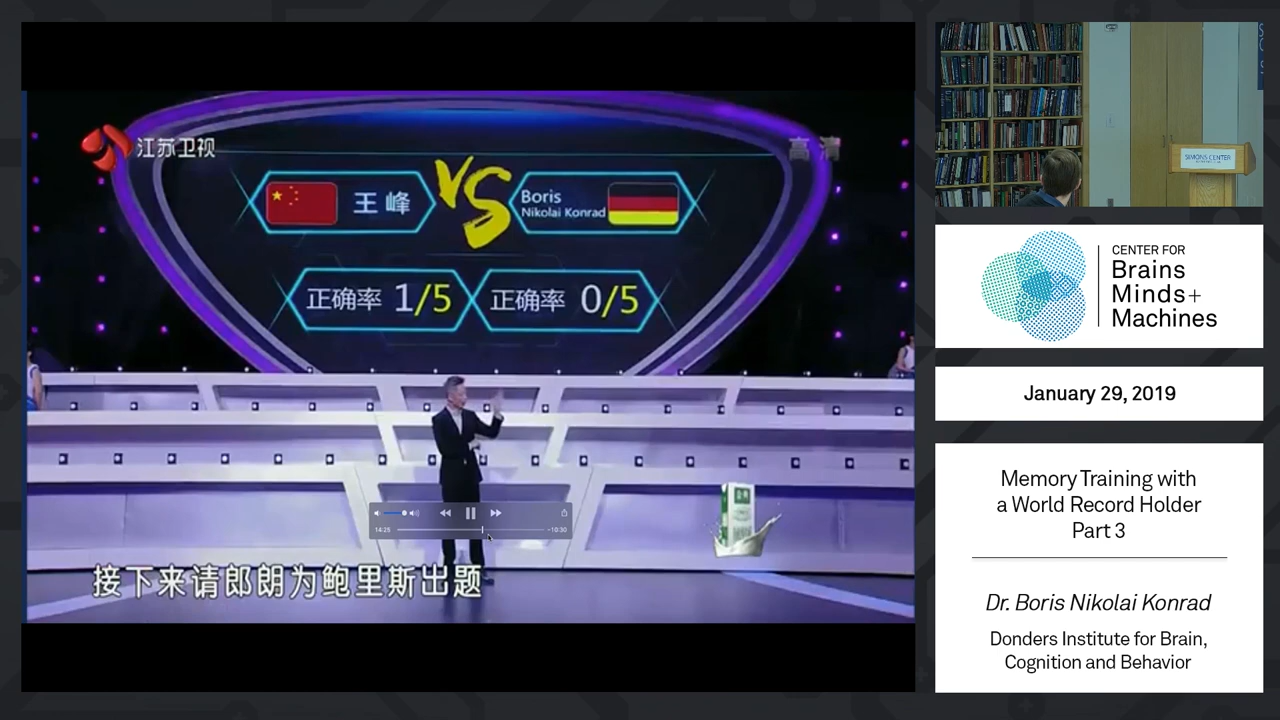 江苏卫视
高清
王峰
VS
Boris
Nikolai Konrad
正确率 1/5
正确率 0/5
14:25
-10:30
接下来请郎朗为鲍里斯出题
SIMONS CENTER
CENTER FOR
Brains
Minds+
Machines
January 29, 2019
Memory Training with
a World Record Holder
Part 3
Dr. Boris Nikolai Konrad
Donders Institute for Brain,
Cognition and Behavior